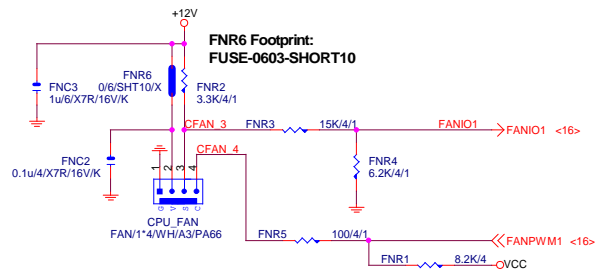 +12V
FNR6 Footprint:
FUSE-0603-SHORT10
FNC3
1u/6/X7R/16V/K
FNR6
0/6/SHT10/X
FNR2
3.3K/4/1
CFAN_3
FNR3
15K/4/1
FANIO1
FANIO1 <16>
FNC2
0.1u/4/X7R/16V/K
CFAN_4
FNR4
6.2K/4/1
1 2 3 4
G V S C
CPU_FAN
FAN/1*4/WH/A3/PA66
FNR5
100/4/1
FANPWM1 <16>
FNR1
8.2K/4
VCC